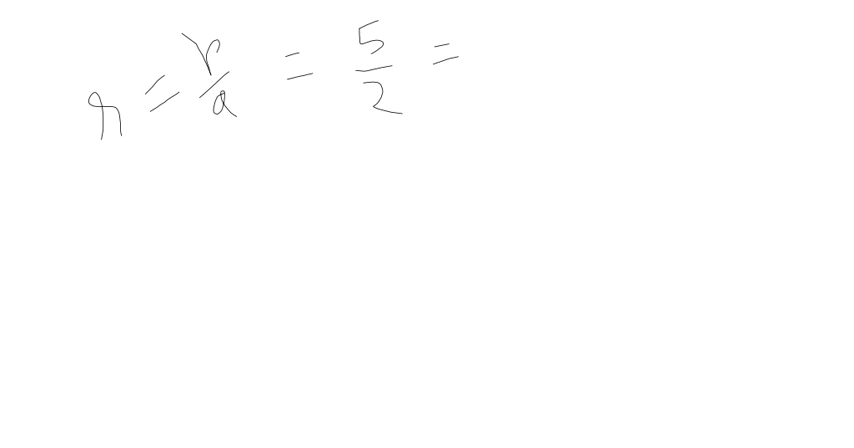 n = r/a = 5/2 =